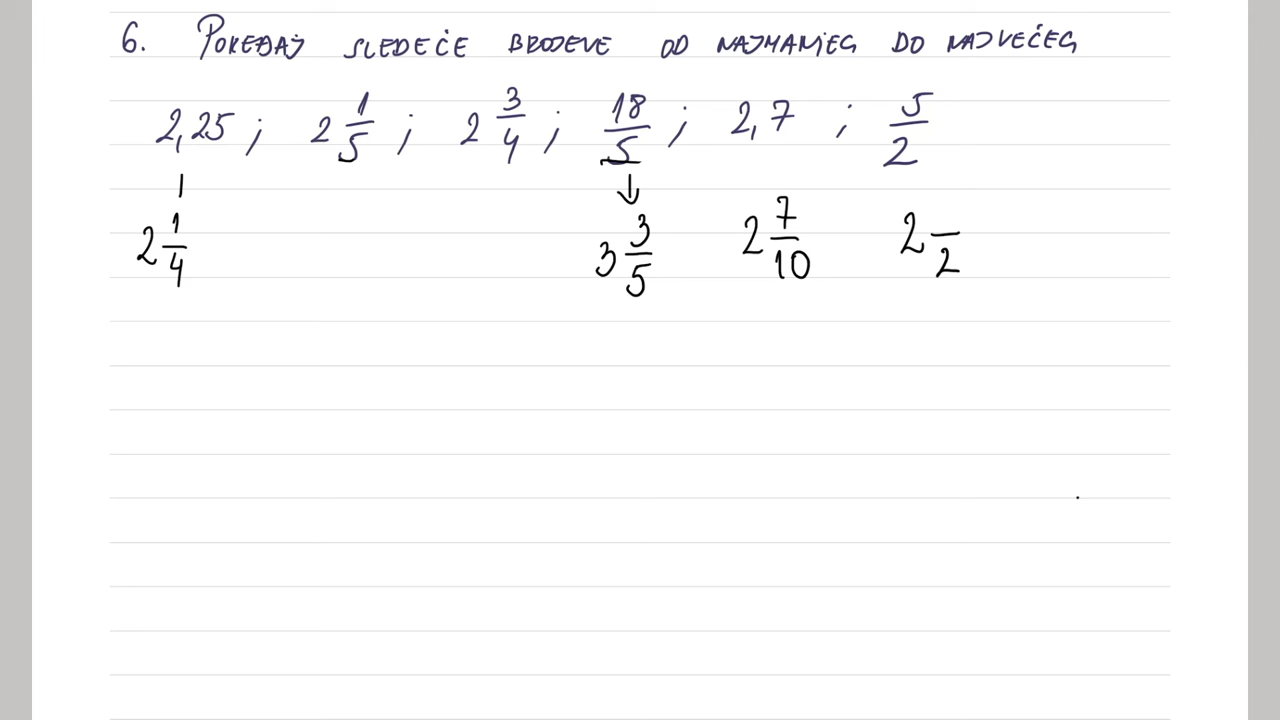 6. POREĐAJ SLEDEĆE BROJEVE OD NAJMANJEG DO NAJVEĆEG
2,25 ; 2 1/5 ; 2 3/4 ; 18/5 ; 2,7 ; 5/2
2 1/4 3 3/5 2 7/10 2 /2